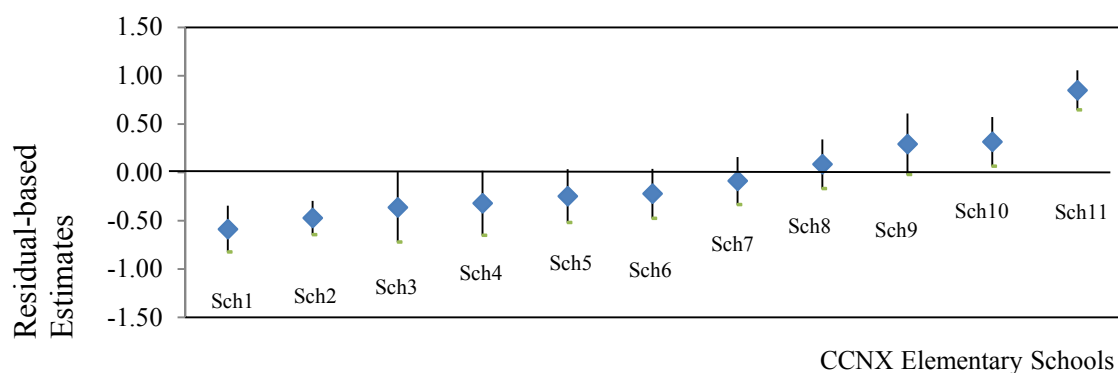 1.50
1.00
0.50
0.00
-0.50
-1.00
-1.50
Residual-based
Estimates
Sch1
Sch2
Sch3
Sch4
Sch5
Sch6
Sch7
Sch8
Sch9
Sch10
Sch11
CCNX Elementary Schools